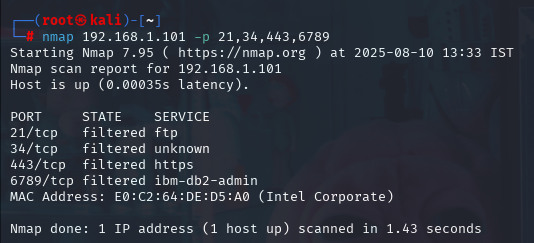 ┌──(root㉿kali)-[~]
└─# nmap 192.168.1.101 -p 21,34,443,6789
Starting Nmap 7.95 ( https://nmap.org ) at 2025-08-10 13:33 IST
Nmap scan report for 192.168.1.101
Host is up (0.00035s latency).

PORT     STATE    SERVICE
21/tcp   filtered ftp
34/tcp   filtered unknown
443/tcp  filtered https
6789/tcp filtered ibm-db2-admin
MAC Address: E0:C2:64:DE:D5:A0 (Intel Corporate)

Nmap done: 1 IP address (1 host up) scanned in 1.43 seconds